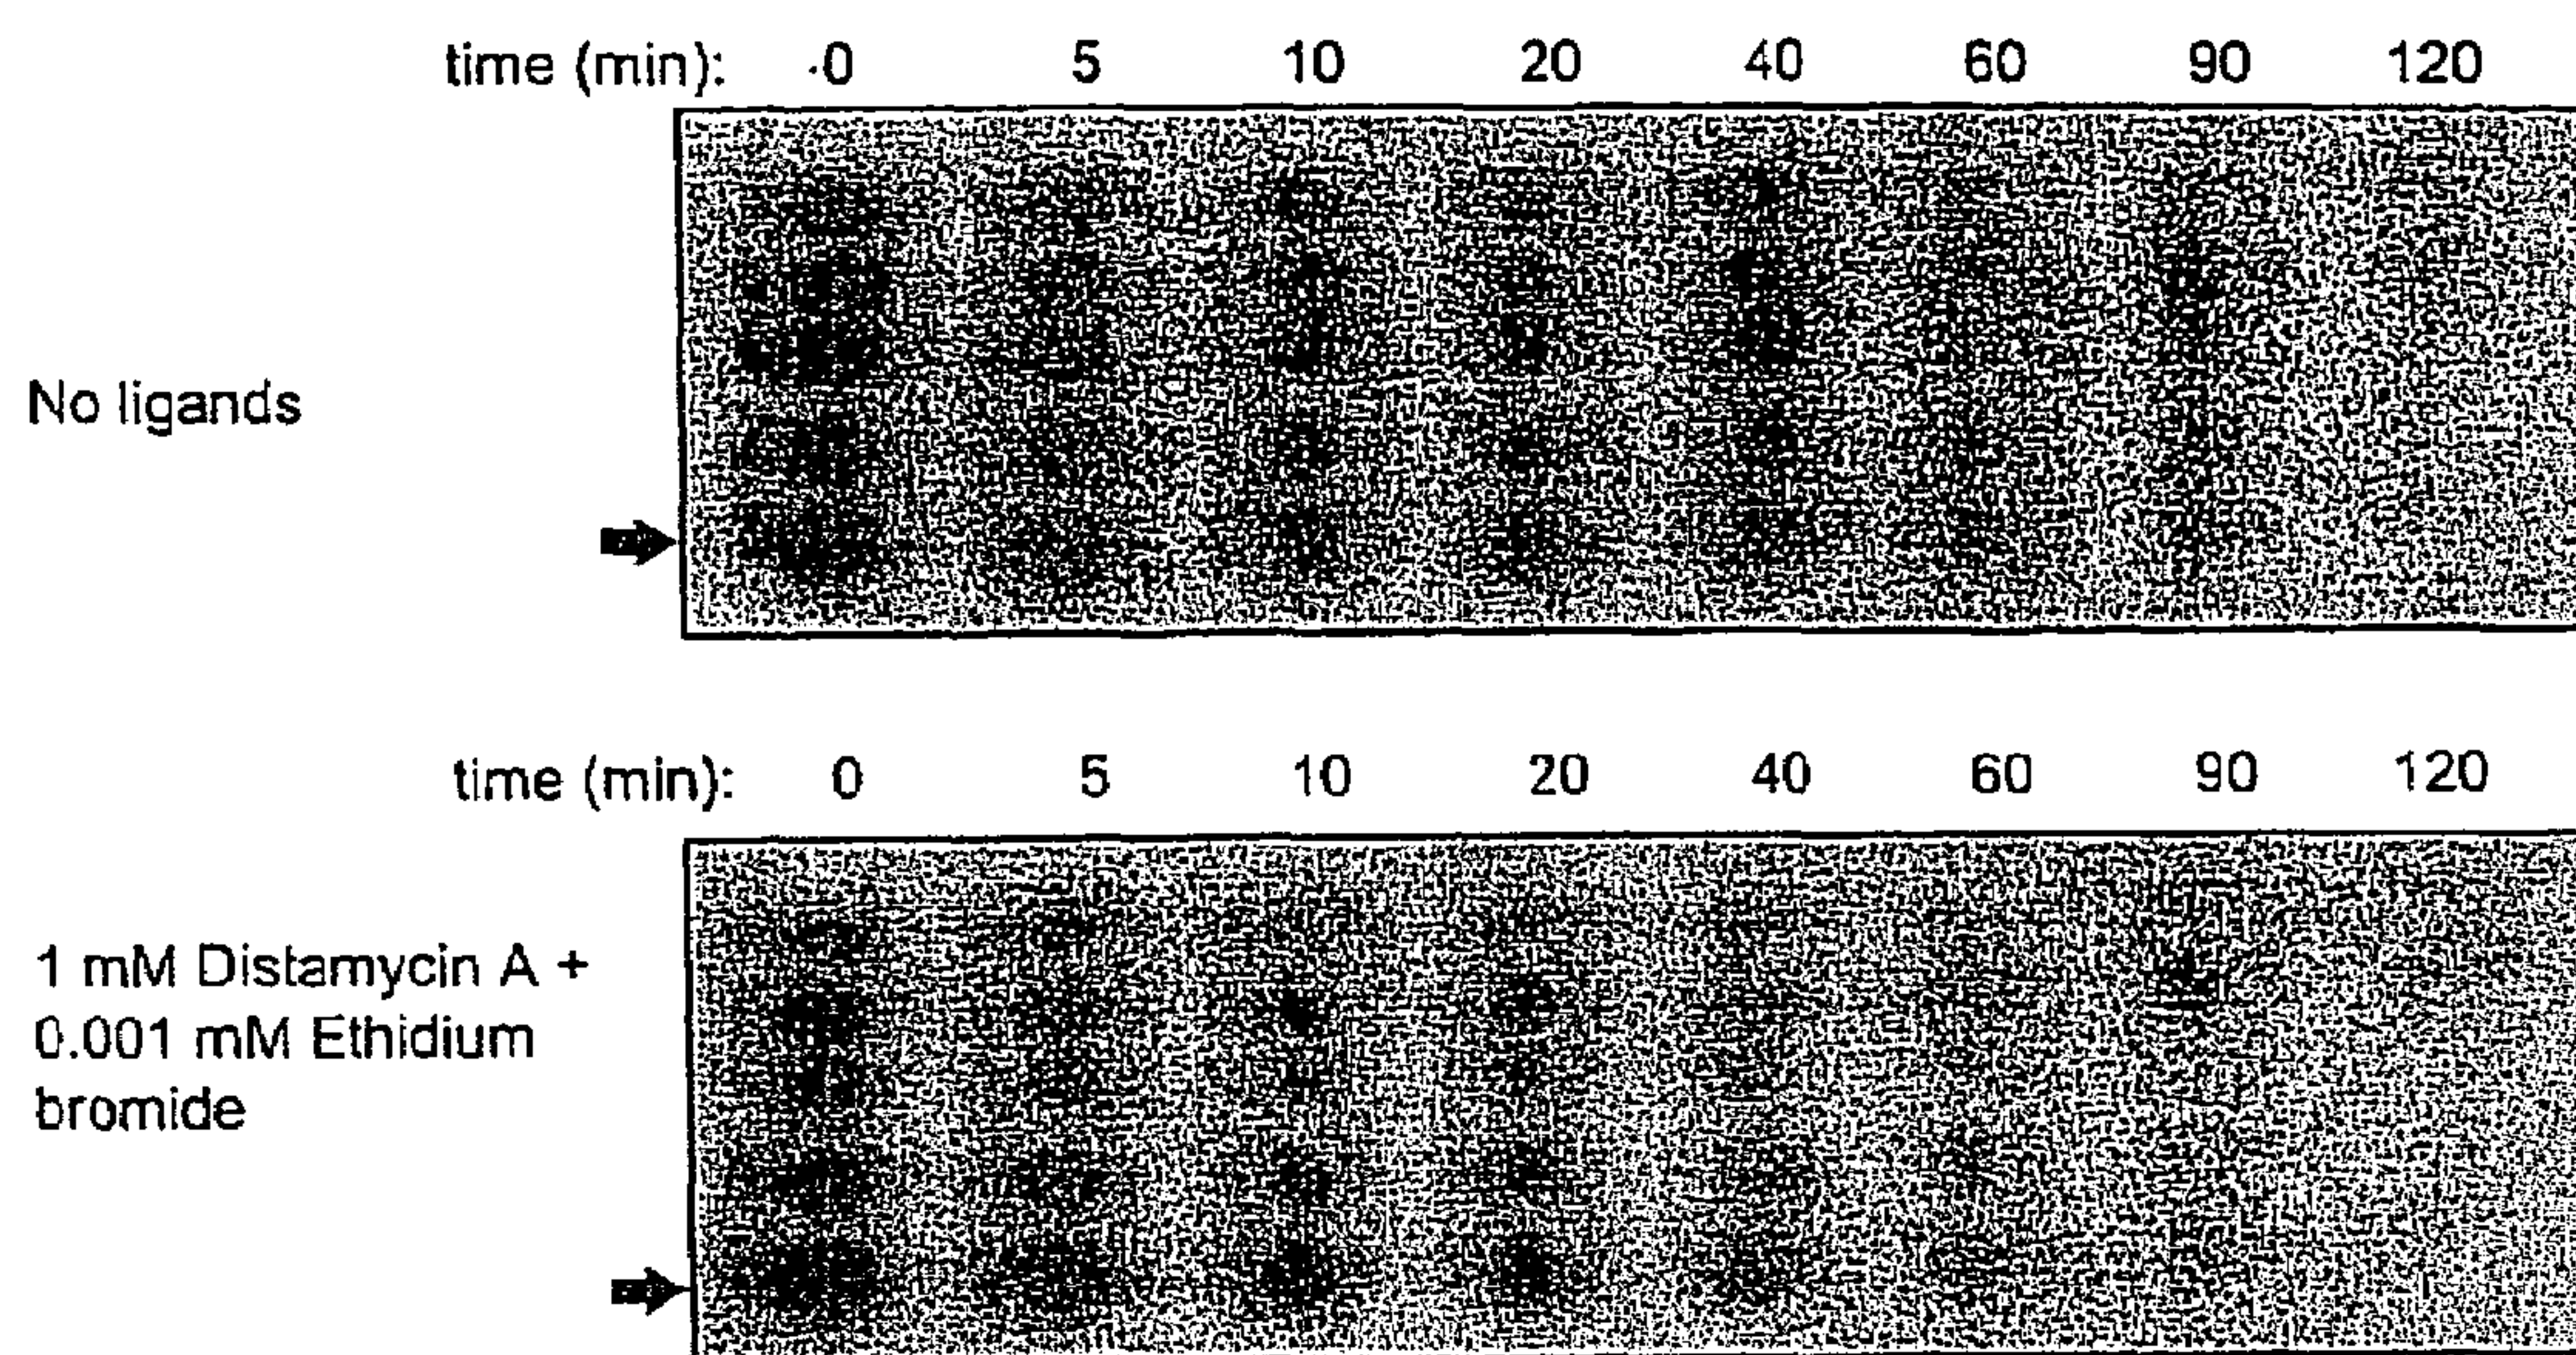 time (min): 0 5 10 20 40 60 90 120
No ligands
time (min): 0 5 10 20 40 60 90 120
1 mM Distamycin A +
0.001 mM Ethidium
bromide